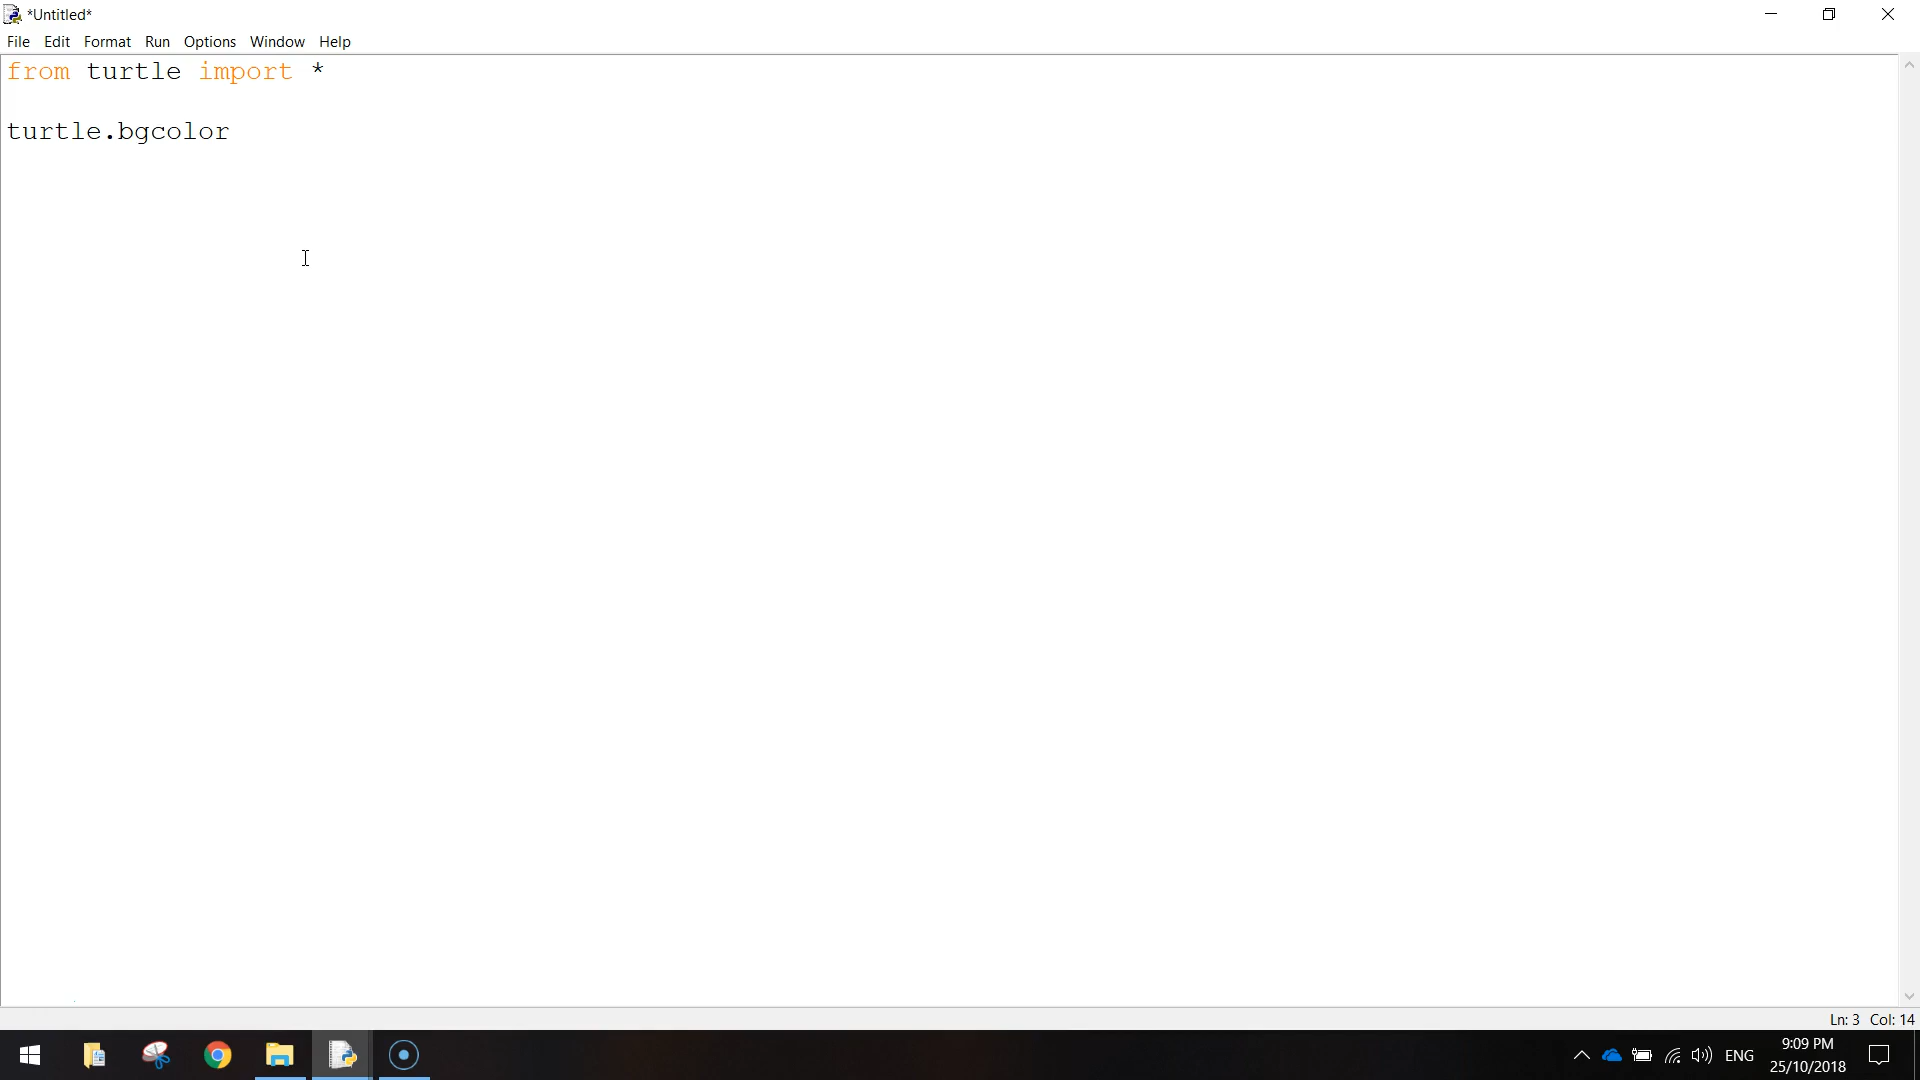 *Untitled*
File Edit Format Run Options Window Help
from turtle import *
turtle.bgcolor
Ln: 3 Col: 14
ENG
9:09 PM
25/10/2018